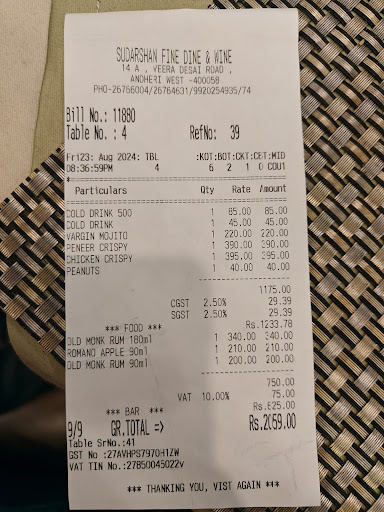 SUDARSHAN FINE DINE & WINE
14 A , VEERA DESAI ROAD ,
ANDHERI WEST -400058
PHO-26766004/26764631/9920254935/74
Bill No.: 11880
Table No. : 4 RefNo: 39
Fri23: Aug 2024: TBL :KOT:BOT:CKT:CET:MID
08:36:59PM 4 6 2 1 0 COU1
Particulars Qty Rate Amount
COLD DRINK 500 1 85.00 85.00
COLD DRINK 1 45.00 45.00
VARGIN MOJITO 1 220.00 220.00
PENEER CRISPY 1 390.00 390.00
CHICKEN CRISPY 1 395.00 395.00
PEANUTS 1 40.00 40.00
1175.00
CGST 2.50% 29.39
SGST 2.50% 29.39
*** FOOD *** Rs.1233.78
OLD MONK RUM 180ml 1 340.00 340.00
ROMANO APPLE 90ml 1 210.00 210.00
OLD MONK RUM 90ml 1 200.00 200.00
750.00
VAT 10.00% 75.00
*** BAR *** Rs.825.00
9/9 GR.TOTAL => Rs.2059.00
Table SrNo.:41
GST No :27AVHPS7970H1ZW
VAT TIN No.:27850045022v
*** THANKING YOU, VIST AGAIN ***